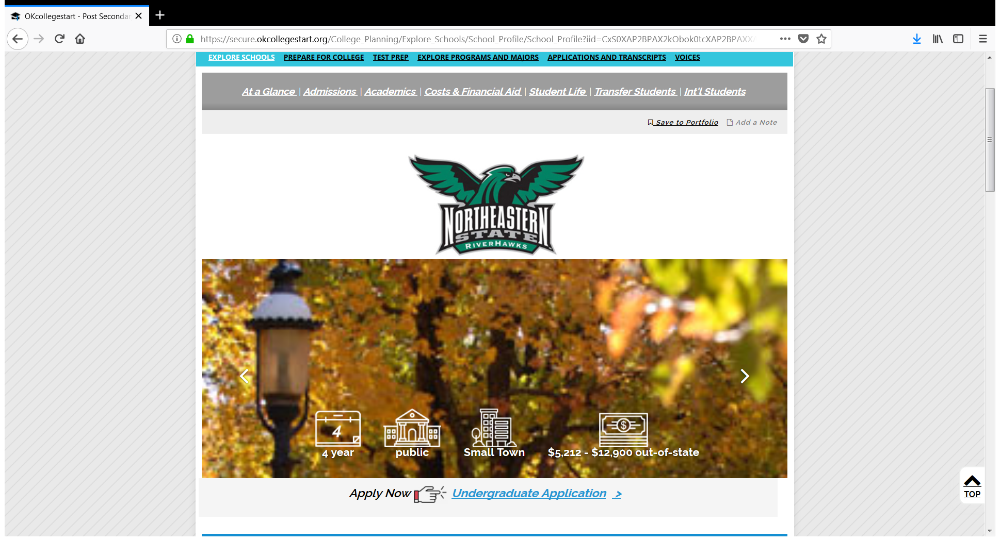 OKcollegestart - Post Secondar
https://secure.okcollegestart.org/College_Planning/Explore_Schools/School_Profile/School_Profile?iid=CxS0XAP2BPAX2kObok0tcXAP2BPAXXA
EXPLORE SCHOOLS PREPARE FOR COLLEGE TEST PREP EXPLORE PROGRAMS AND MAJORS APPLICATIONS AND TRANSCRIPTS VOICES
At a Glance | Admissions | Academics | Costs & Financial Aid | Student Life | Transfer Students | Int'l Students
Save to Portfolio Add a Note
NORTHEASTERN
STATE
RIVERHAWKS
4
$
4 year public Small Town $5,212 - $12,900 out-of-state
Apply Now Undergraduate Application >
TOP